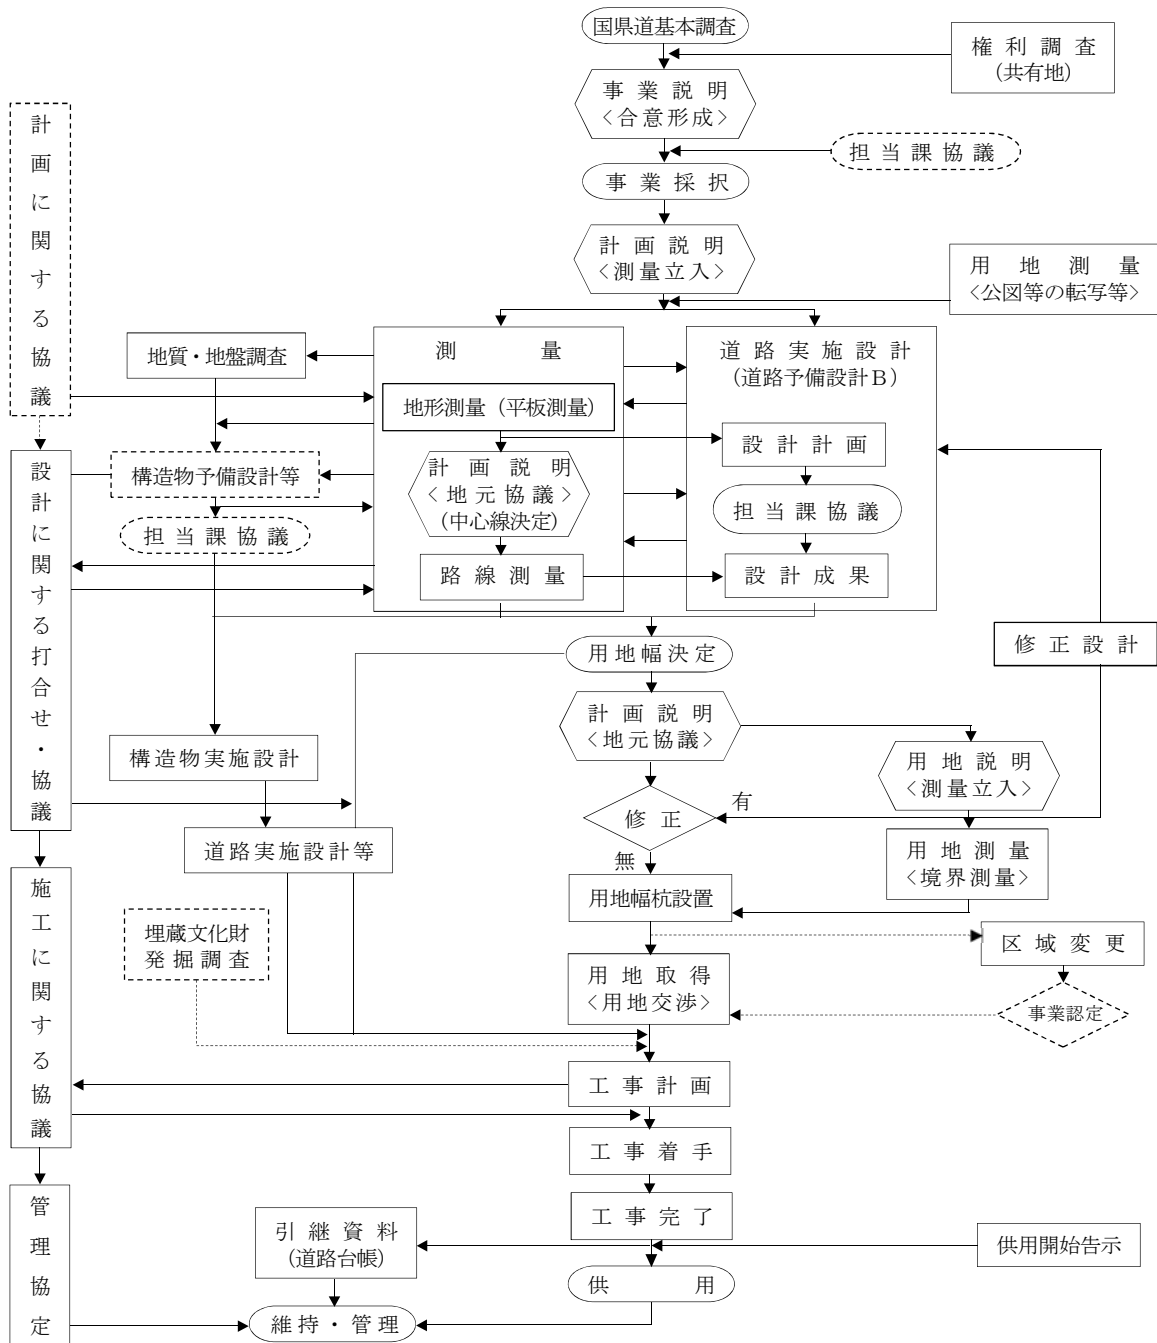 国県道基本調査
権利調査
（共有地）
事業説明
＜合意形成＞
計画に関する協議
担当課協議
事業採択
計画説明
＜測量立入＞
用地測量
＜公図等の転写等＞
地質・地盤調査
測量
道路実施設計
（道路予備設計Ｂ）
地形測量（平板測量）
設計計画
設計に関する打合せ・協議
構造物予備設計等
計画説明
＜地元協議＞
（中心線決定）
担当課協議
担当課協議
路線測量
設計成果
用地幅決定
修正設計
計画説明
＜地元協議＞
構造物実施設計
用地説明
＜測量立入＞
修正
有
無
道路実施設計等
用地測量
＜境界測量＞
施工に関する協議
用地幅杭設置
埋蔵文化財
発掘調査
区域変更
用地取得
＜用地交渉＞
事業認定
工事計画
工事着手
管理協定
工事完了
引継資料
（道路台帳）
供用開始告示
供用
維持・管理